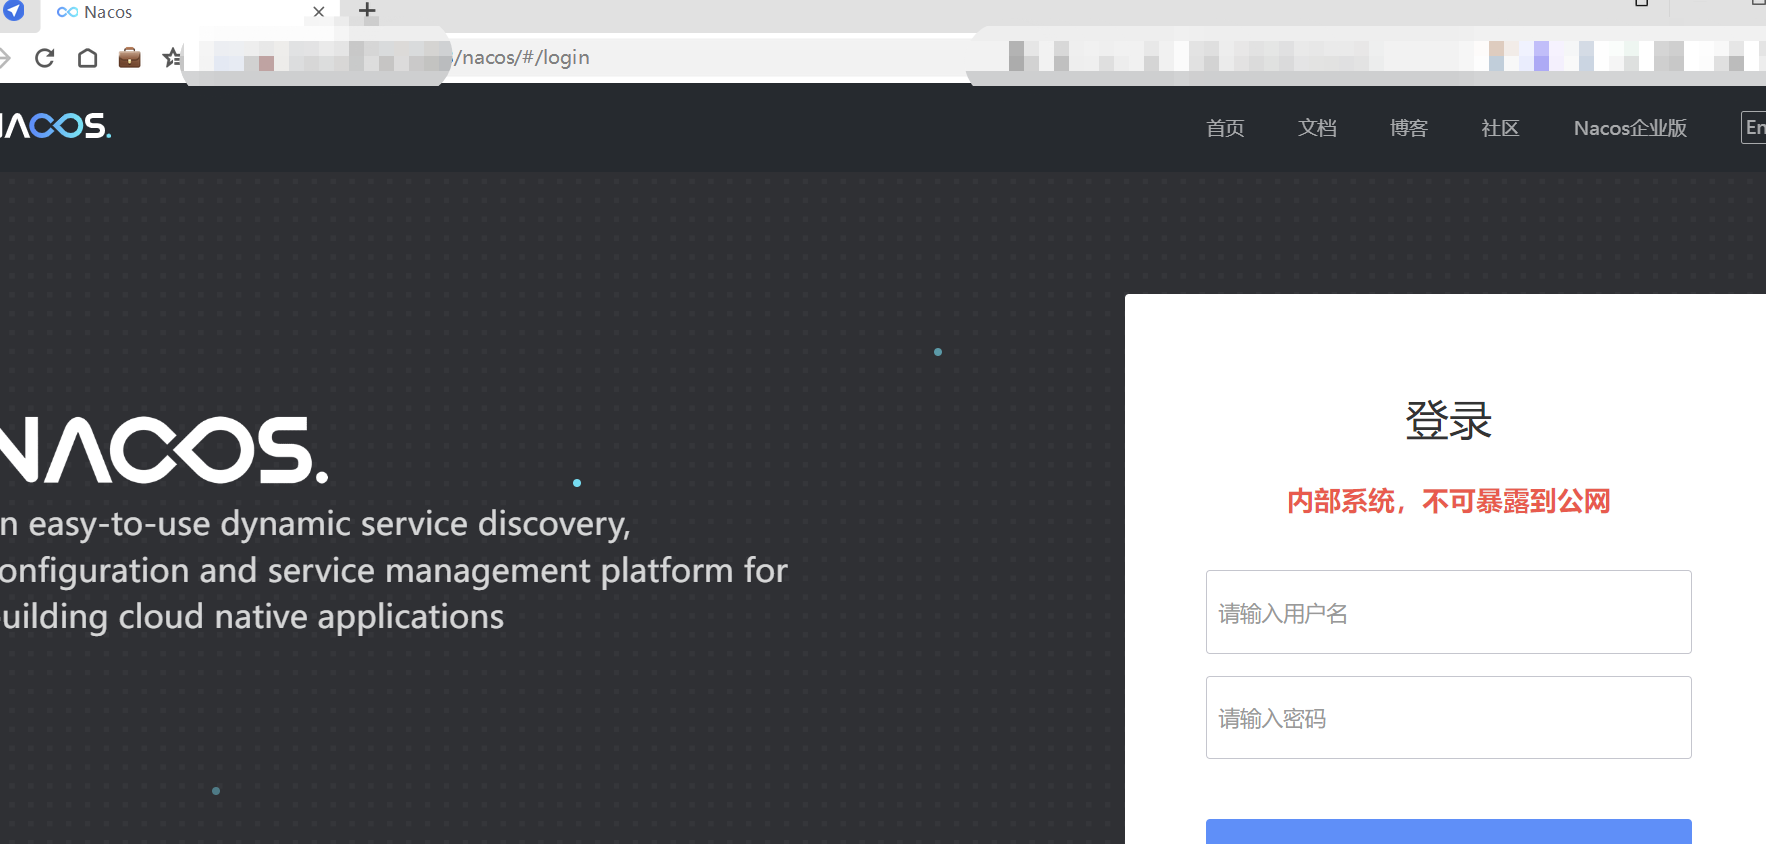 Nacos
/nacos/#/login
NACOS.
首页 文档 博客 社区 Nacos企业版 En
NACOS.
n easy-to-use dynamic service discovery,
onfiguration and service management platform for
uilding cloud native applications
登录
内部系统，不可暴露到公网
请输入用户名
请输入密码